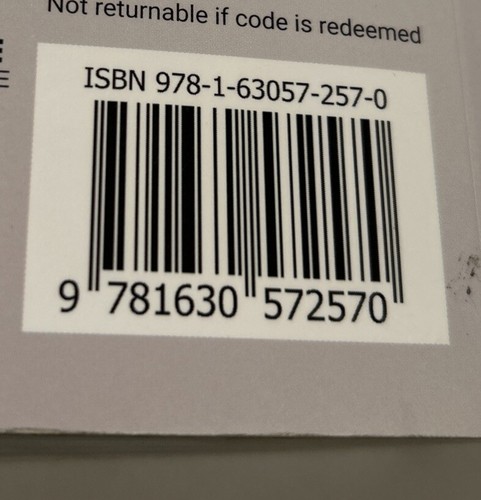 Not returnable if code is redeemed
E
E
ISBN 978-1-63057-257-0
9 781630 572570